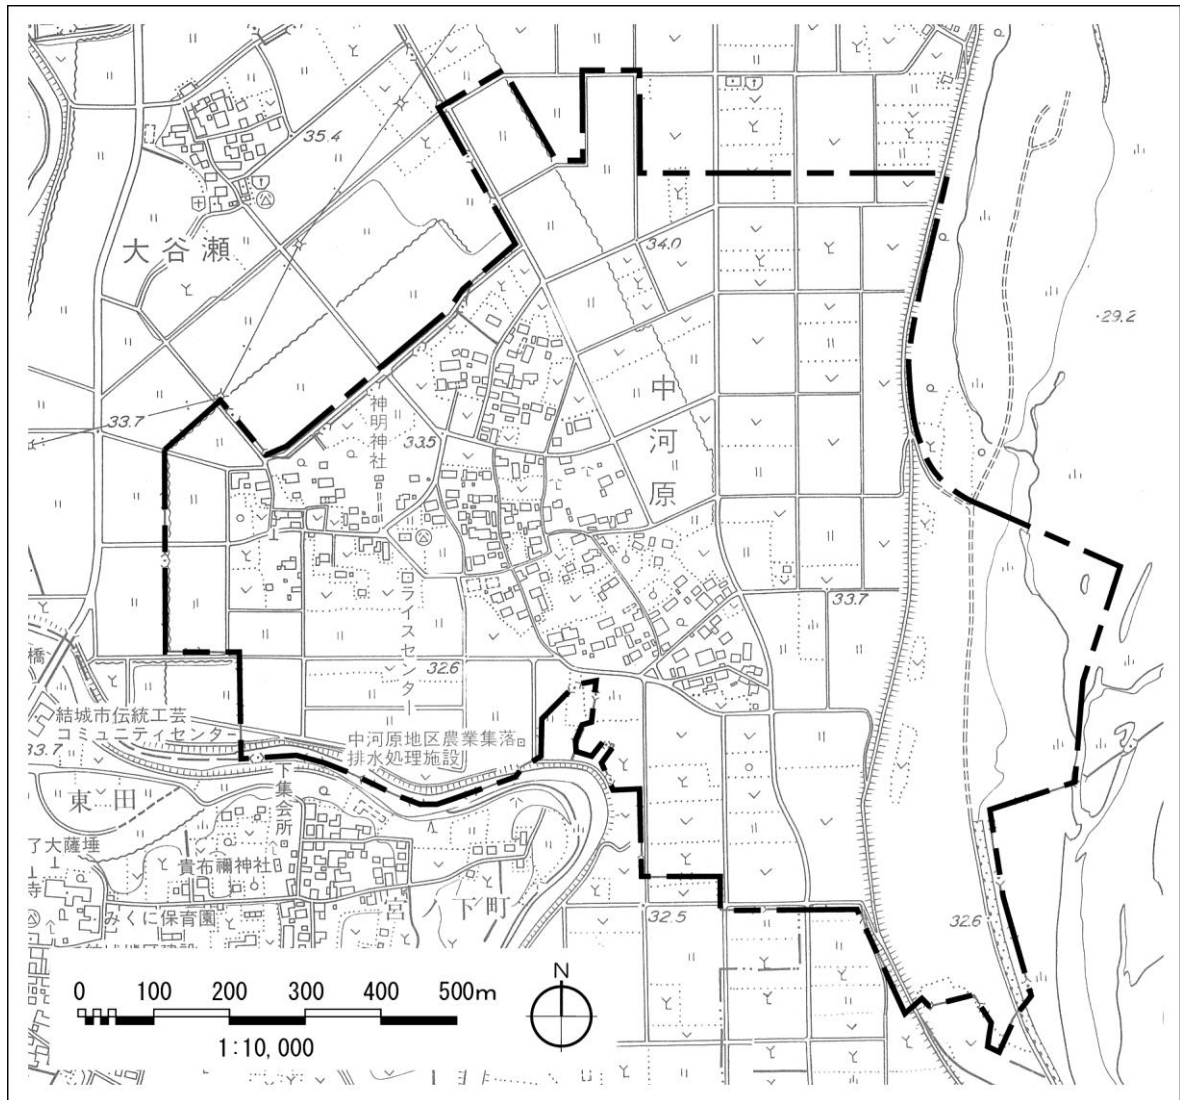 35.4
大谷瀬
34.0
29.2
中河原
33.7
神明神社
33.5
33.7
ライスセンター
32.6
橋
結城市伝統工芸
コミュニティセンター
33.7
中河原地区農業集落
排水処理施設
下集会所
東田
了大薩埵
寺
貴布禰神社
みくに保育園
宮ノ下町
32.5
32.6
0 100 200 300 400 500m
1:10,000
N